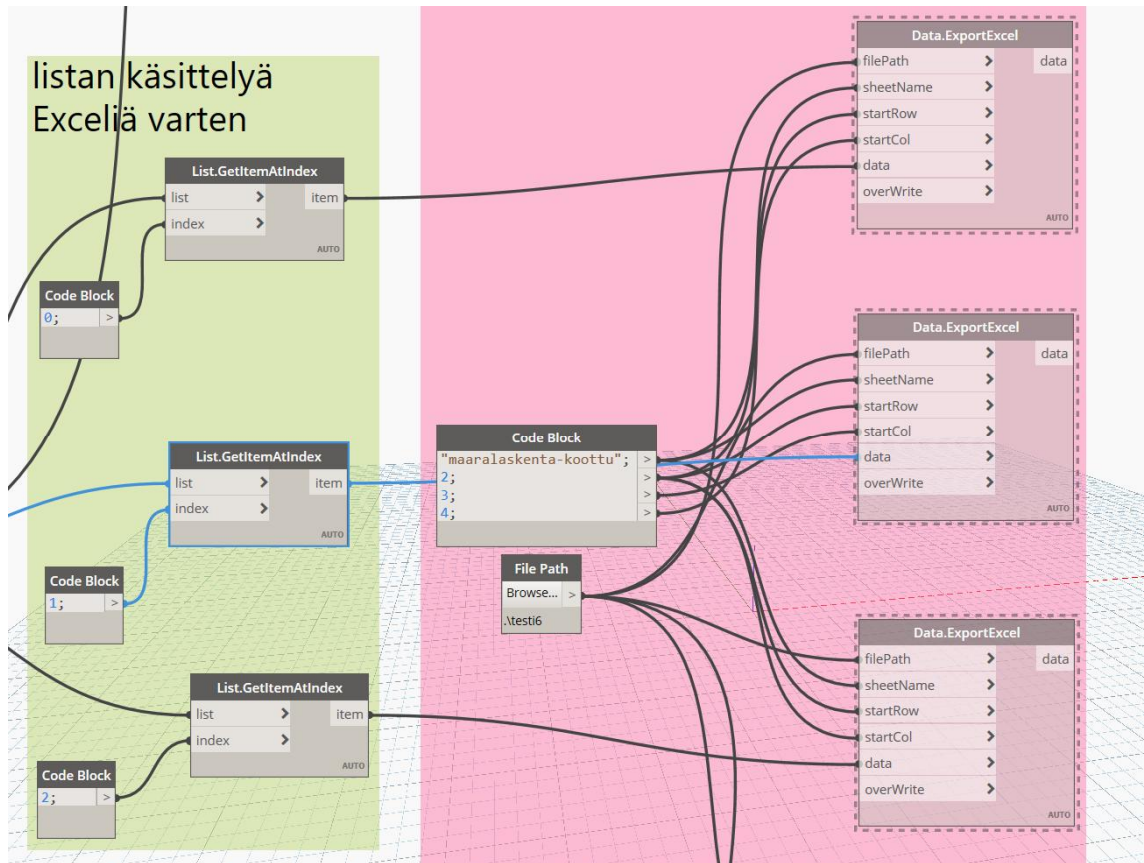 listan käsittelyä
Exceliä varten
List.GetItemAtIndex
list > item
index >
AUTO
Code Block
0; >
List.GetItemAtIndex
list > item
index >
AUTO
Code Block
1; >
List.GetItemAtIndex
list > item
index >
AUTO
Code Block
2; >
Code Block
"maaralaskenta-koottu"; >
2; >
3; >
4; >
File Path
Browse... >
.\testi6
Data.ExportExcel
filePath > data
sheetName >
startRow >
startCol >
data >
overWrite >
AUTO
Data.ExportExcel
filePath > data
sheetName >
startRow >
startCol >
data >
overWrite >
AUTO
Data.ExportExcel
filePath > data
sheetName >
startRow >
startCol >
data >
overWrite >
AUTO